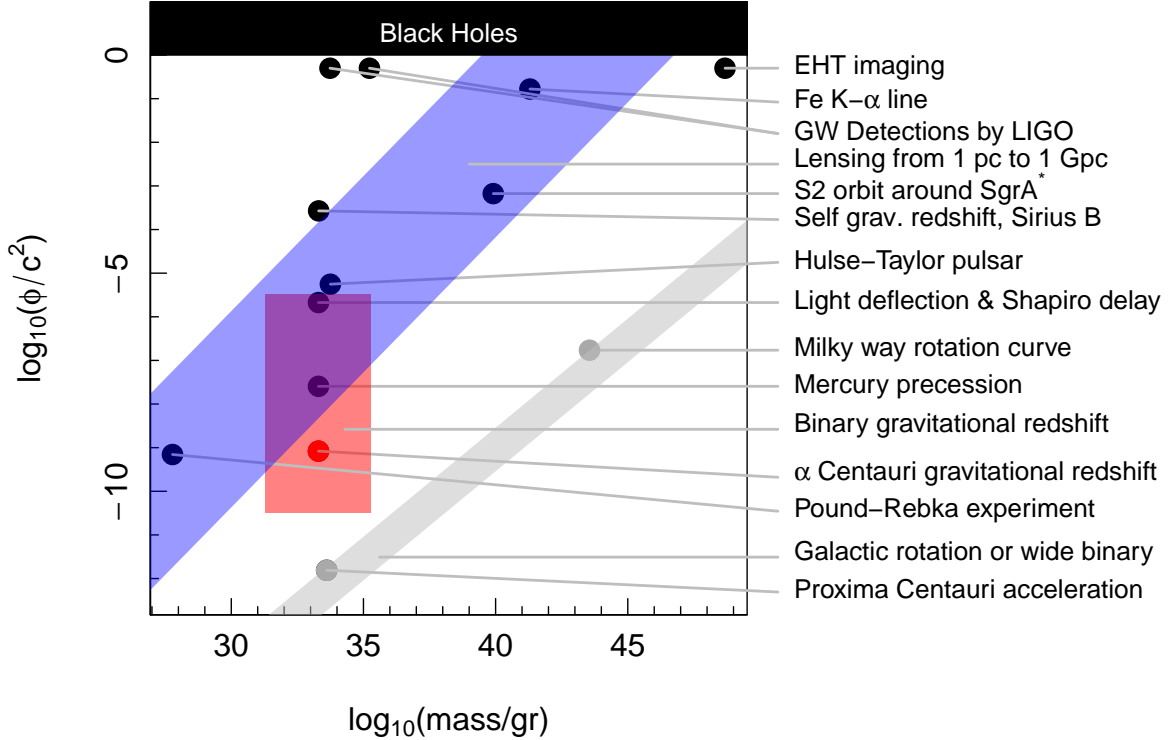 Black Holes
0
−5
−10
log10(ϕ/c2)
30
35
40
45
log10(mass/gr)
EHT imaging
Fe K−α line
GW Detections by LIGO
Lensing from 1 pc to 1 Gpc
S2 orbit around SgrA*
Self grav. redshift, Sirius B
Hulse−Taylor pulsar
Light deflection & Shapiro delay
Milky way rotation curve
Mercury precession
Binary gravitational redshift
α Centauri gravitational redshift
Pound−Rebka experiment
Galactic rotation or wide binary
Proxima Centauri acceleration